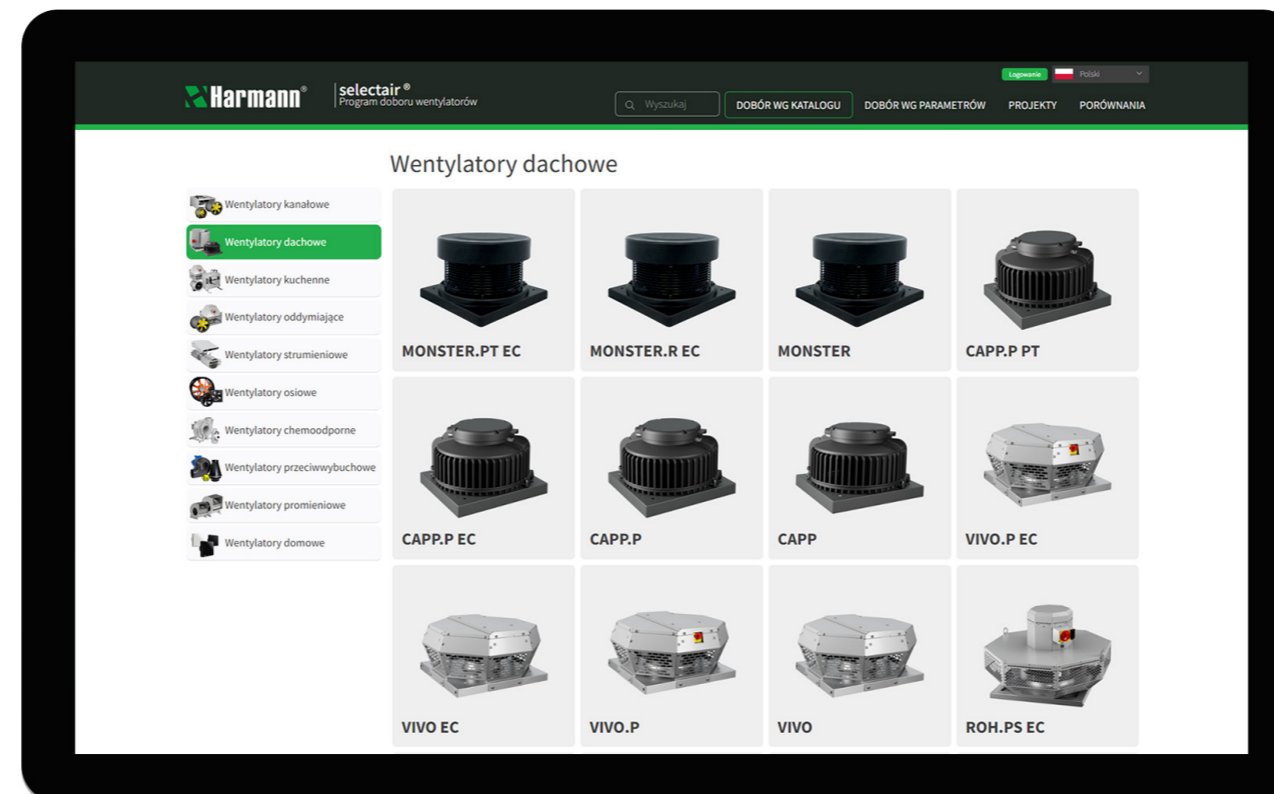 Logowanie Polski
Harmann®
selectair®
Program doboru wentylatorów
Wyszukaj DOBÓR WG KATALOGU DOBÓR WG PARAMETRÓW PROJEKTY PORÓWNANIA
Wentylatory dachowe
Wentylatory kanałowe
Wentylatory dachowe
Wentylatory kuchenne
Wentylatory oddymiające
Wentylatory strumieniowe
Wentylatory osiowe
Wentylatory chemoodporne
Wentylatory przeciwwybuchowe
Wentylatory promieniowe
Wentylatory domowe
MONSTER.PT EC MONSTER.R EC MONSTER CAPP.P PT
CAPP.P EC CAPP.P CAPP VIVO.P EC
VIVO EC VIVO.P VIVO ROH.PS EC